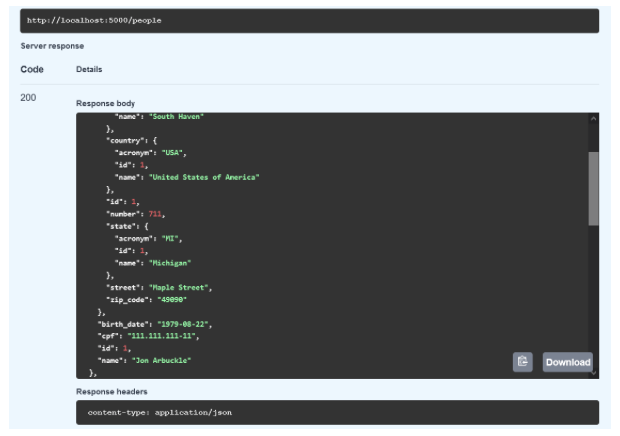 http://localhost:5000/people
Server response
Code Details
200
Response body
"name": "South Haven"
},
"country": {
"acronym": "USA",
"id": 1,
"name": "United States of America"
},
"id": 1,
"number": 711,
"state": {
"acronym": "MI",
"id": 1,
"name": "Michigan"
},
"street": "Maple Street",
"zip_code": "49090"
},
"birth_date": "1979-08-22",
"cpf": "111.111.111-11",
"id": 1,
"name": "Jon Arbuckle"
},
Download
Response headers
content-type: application/json